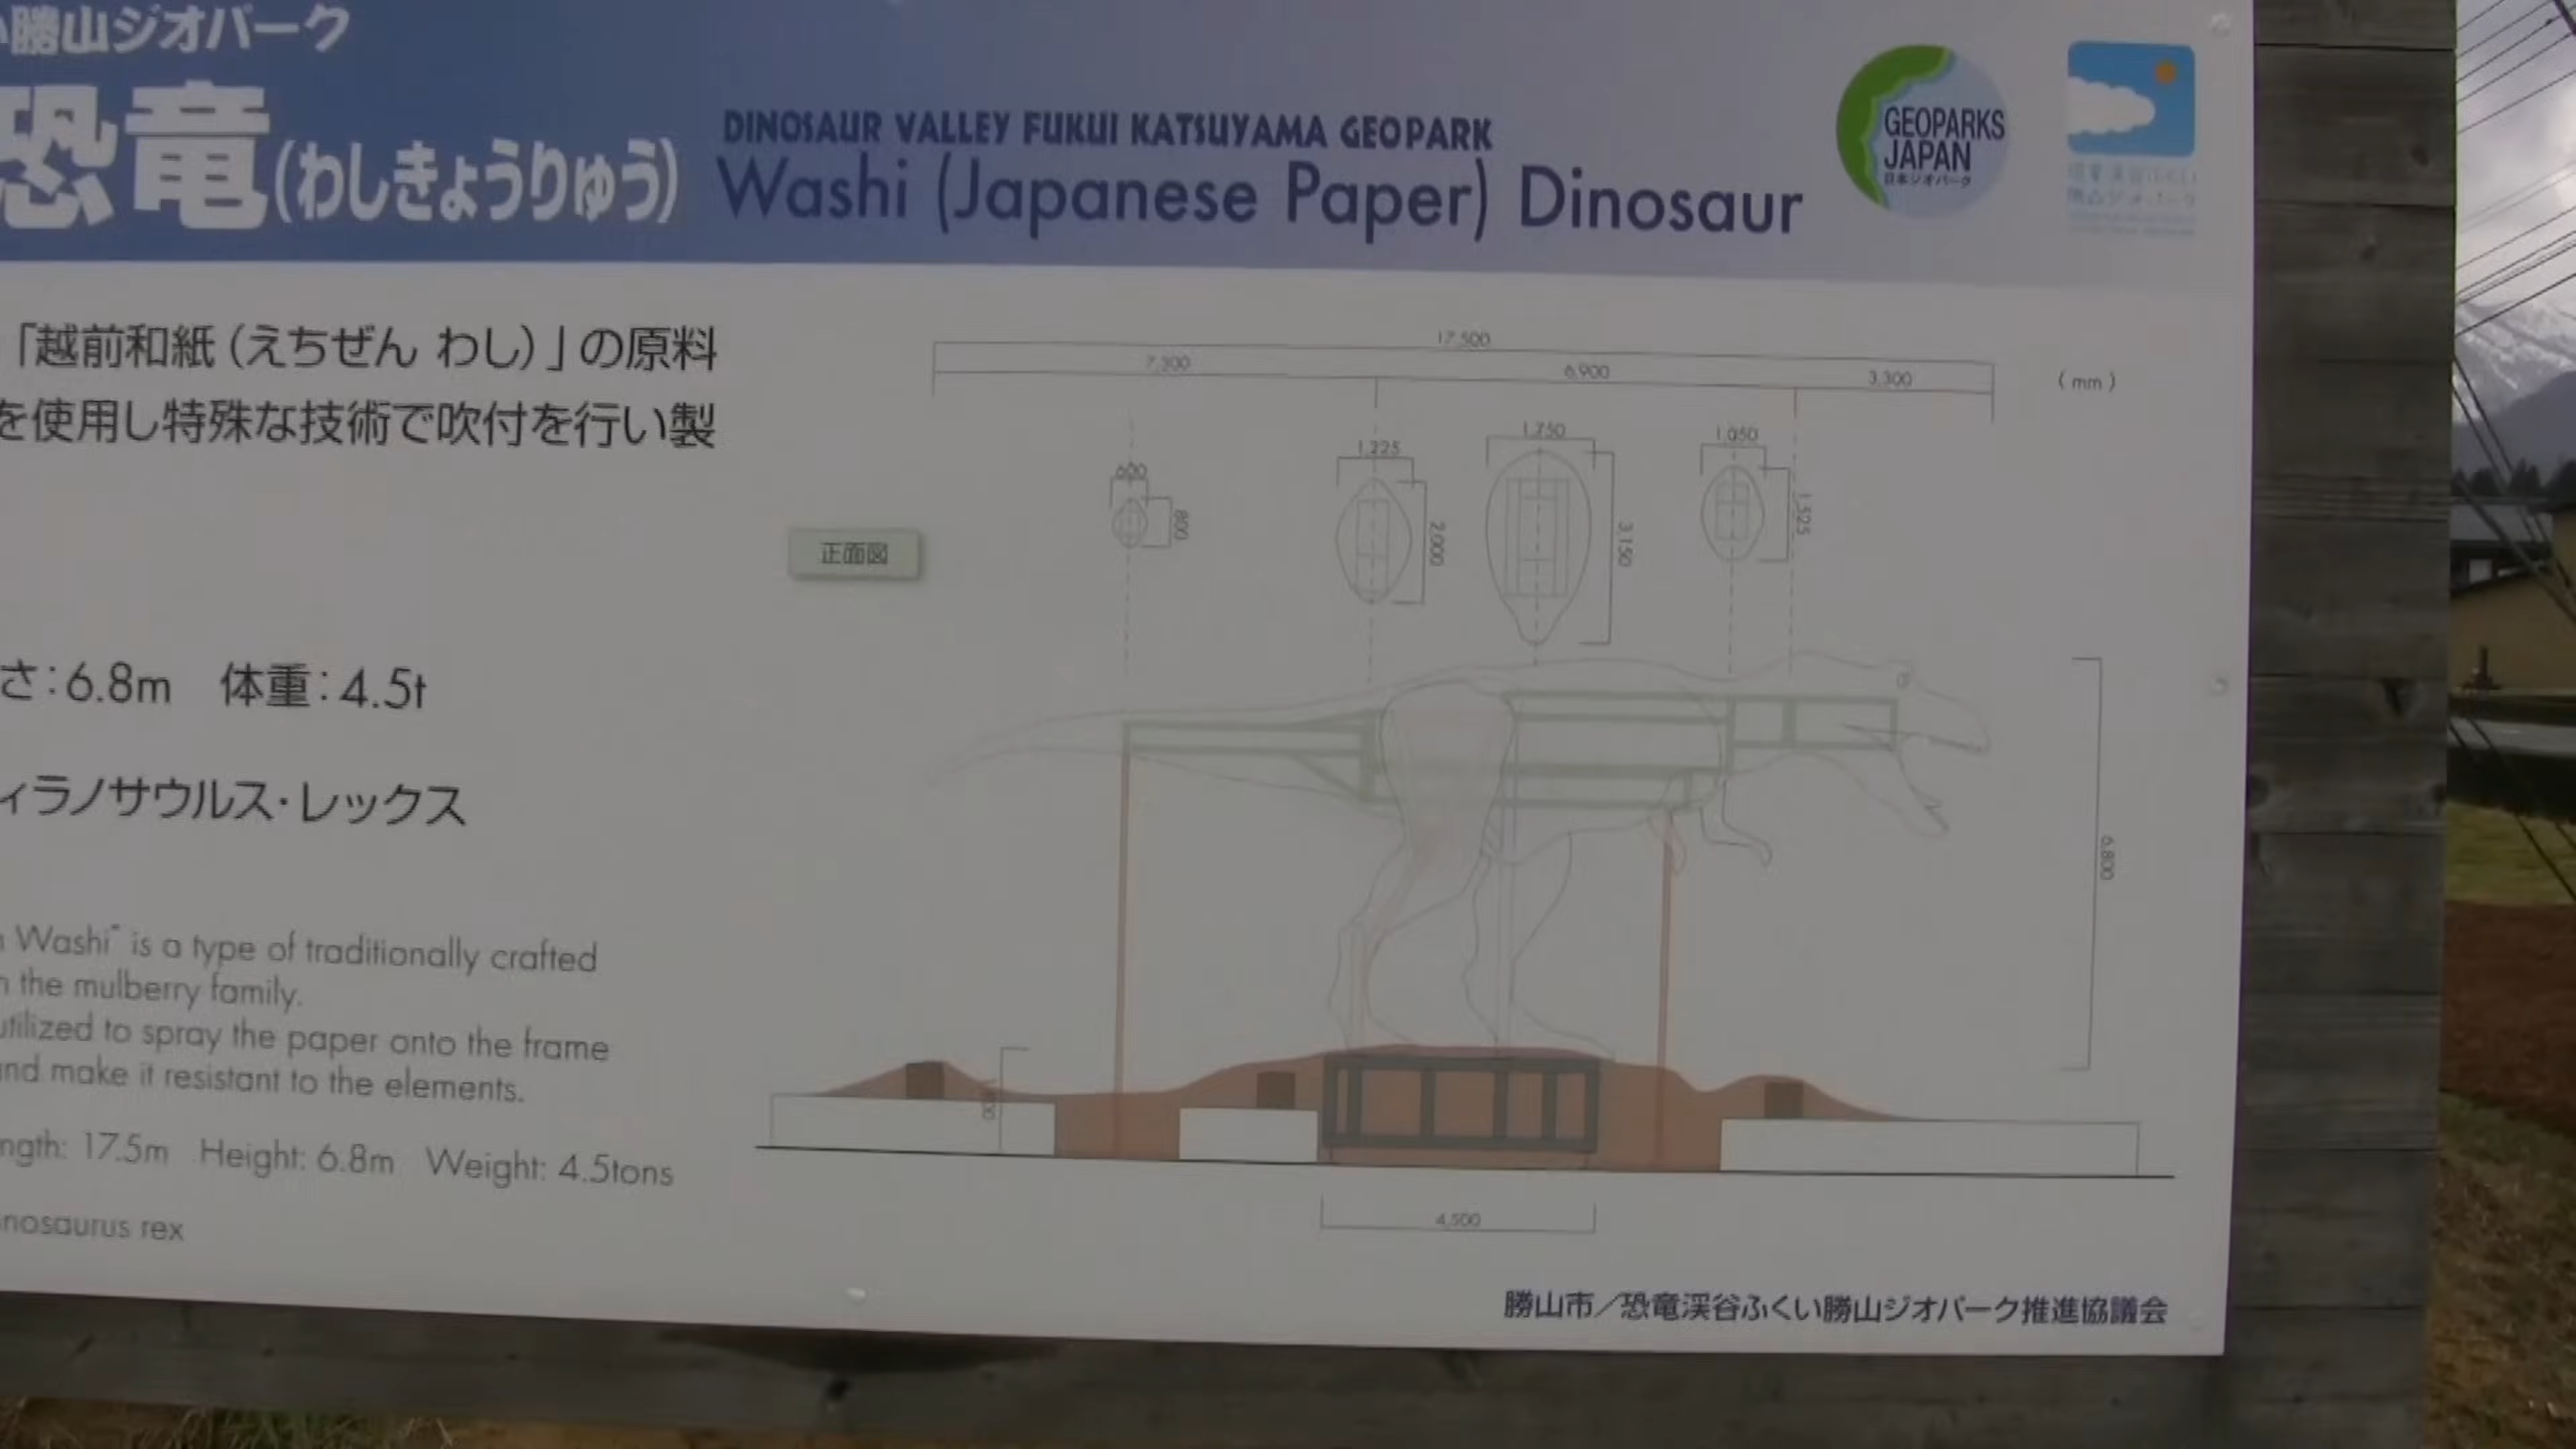 勝山ジオパーク
恐竜(わしきょうりゅう)
DINOSAUR VALLEY FUKUI KATSUYAMA GEOPARK
Washi (Japanese Paper) Dinosaur
GEOPARKS
JAPAN
日本ジオパーク
「越前和紙(えちぜん わし)」の原料
を使用し特殊な技術で吹付を行い製
さ:6.8m 体重:4.5t
ィラノサウルス・レックス
Washi" is a type of traditionally crafted
the mulberry family.
utilized to spray the paper onto the frame
and make it resistant to the elements.
ngth: 17.5m Height: 6.8m Weight: 4.5tons
nosaurus rex
正面図
17,500
7,300
6,900
3,300
(mm)
600
800
1,225
2,000
1,750
3,150
1,050
1,525
6,800
4,500
勝山市/恐竜渓谷ふくい勝山ジオパーク推進協議会